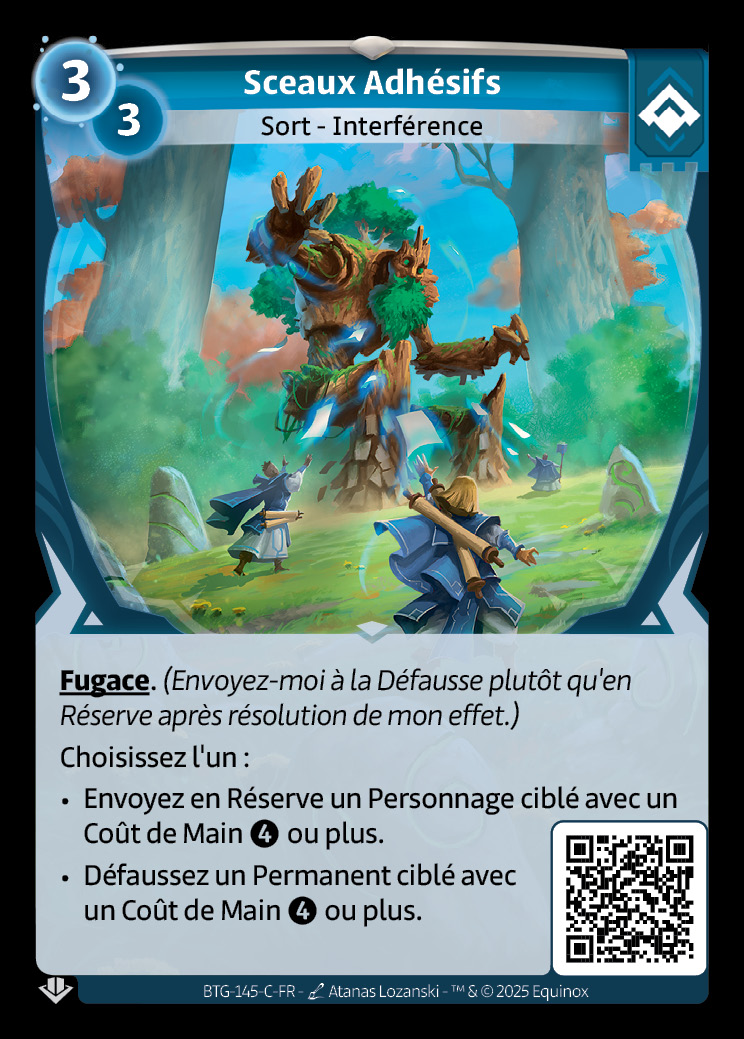 3
3
Sceaux Adhésifs
Sort - Interférence
Fugace. (Envoyez-moi à la Défausse plutôt qu'en
Réserve après résolution de mon effet.)
Choisissez l'un :
• Envoyez en Réserve un Personnage ciblé avec un
Coût de Main 4 ou plus.
• Défaussez un Permanent ciblé avec
un Coût de Main 4 ou plus.
BTG-145-C-FR - Atanas Lozanski - ™ & © 2025 Equinox